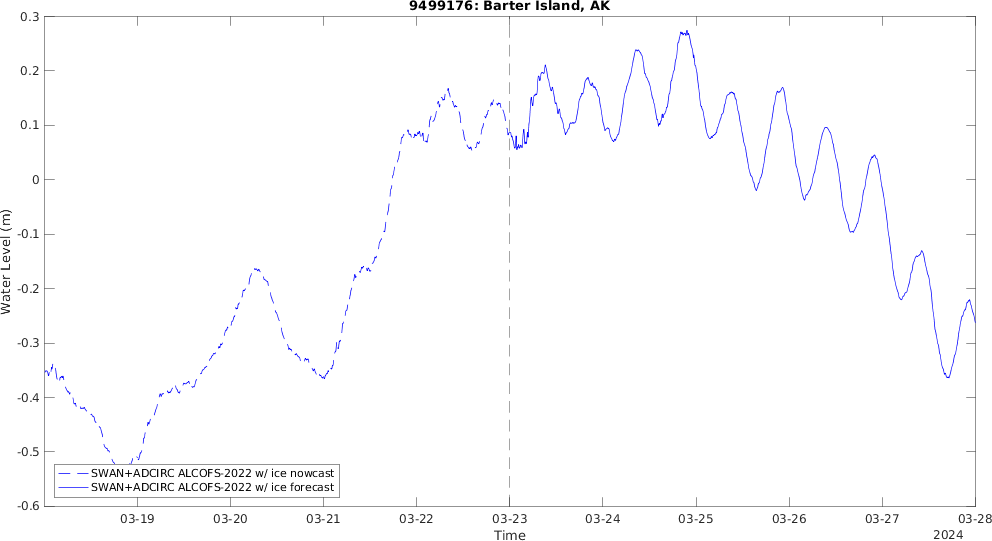 9499176: Barter Island, AK
0.3
0.2
0.1
0
-0.1
-0.2
-0.3
-0.4
-0.5
-0.6
Water Level (m)
SWAN+ADCIRC ALCOFS-2022 w/ ice nowcast
SWAN+ADCIRC ALCOFS-2022 w/ ice forecast
03-19 03-20 03-21 03-22 03-23 03-24 03-25 03-26 03-27 03-28
Time
2024